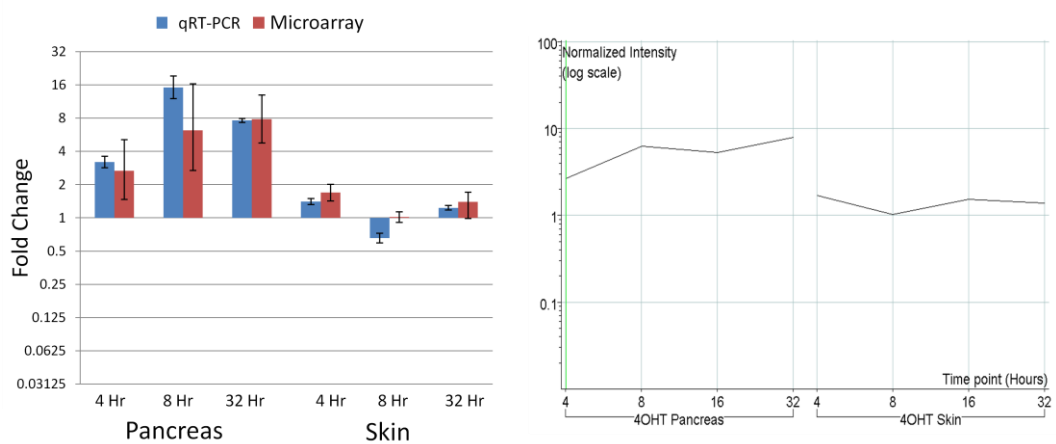 qRT-PCR Microarray
Fold Change
32
16
8
4
2
1
0.5
0.25
0.125
0.0625
0.03125
4 Hr 8 Hr 32 Hr 4 Hr 8 Hr 32 Hr
Pancreas Skin
Normalized Intensity
(log scale)
100
10
1
0.1
Time point (Hours)
4 8 16 32 4 8 16 32
4OHT Pancreas 4OHT Skin